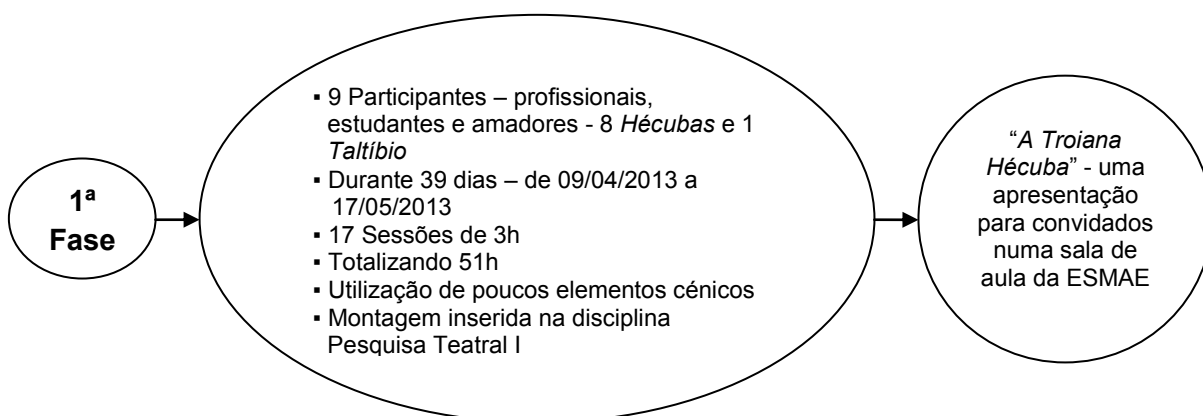 1ª
Fase
▪ 9 Participantes – profissionais,
estudantes e amadores - 8 Hécubas e 1
Taltíbio
▪ Durante 39 dias – de 09/04/2013 a
17/05/2013
▪ 17 Sessões de 3h
▪ Totalizando 51h
▪ Utilização de poucos elementos cénicos
▪ Montagem inserida na disciplina
Pesquisa Teatral I
“A Troiana
Hécuba” - uma
apresentação
para convidados
numa sala de
aula da ESMAE